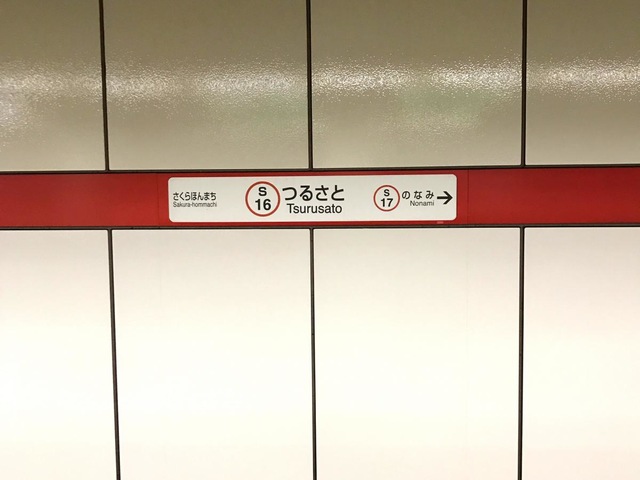 さくらほんまち
Sakura-hommachi
S
16
つるさと
Tsurusato
S
17
のなみ
Nonami
→